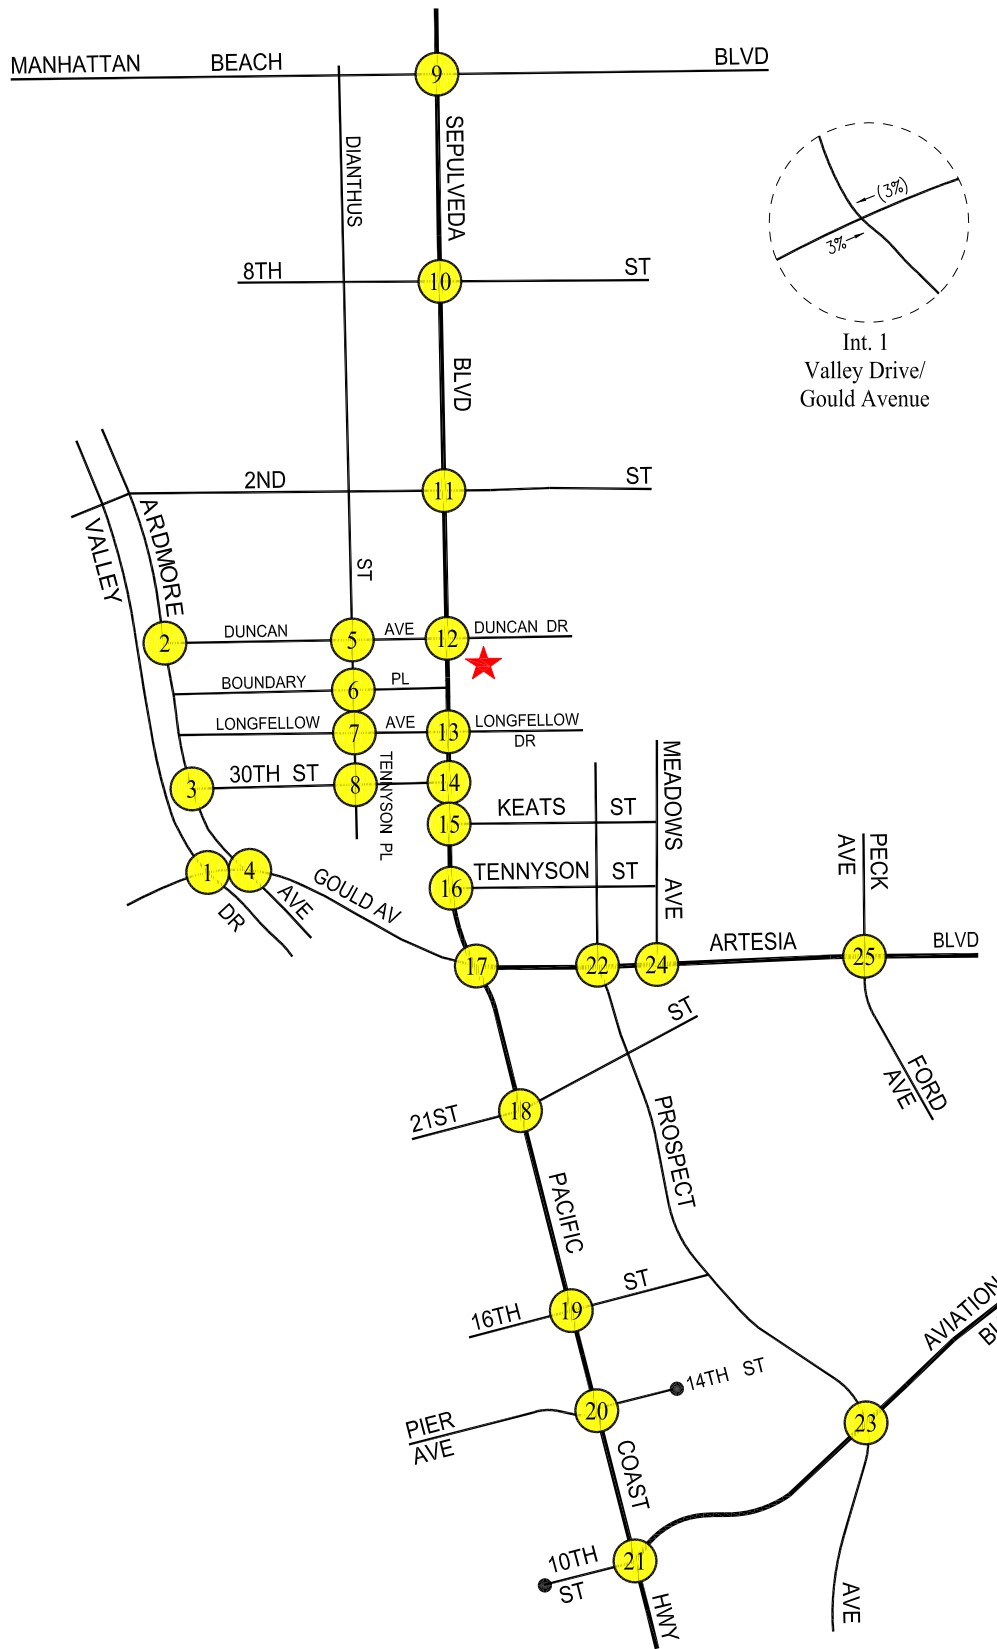 MANHATTAN BEACH BLVD
9
SEPULVEDA
DIANTHUS
(3%)
3%
8TH ST
10
Int. 1
Valley Drive/
Gould Avenue
BLVD
2ND ST
11
ARDMORE
VALLEY
ST
2 DUNCAN 5 AVE 12 DUNCAN DR
BOUNDARY 6 PL
LONGFELLOW 7 AVE 13 LONGFELLOW
DR
3 30TH ST 8 14
TENNYSON PL
MEADOWS
15 KEATS ST
16 TENNYSON ST
AVE
PECK
AVE
1 4
GOULD AV
AVE
DR
17 22 24 ARTESIA 25 BLVD
ST
21ST 18
FORD
AVE
PROSPECT
PACIFIC
16TH 19 ST
AVIATION
14TH ST
PIER
AVE
20
23
COAST
10TH
ST
21
HWY
AVE